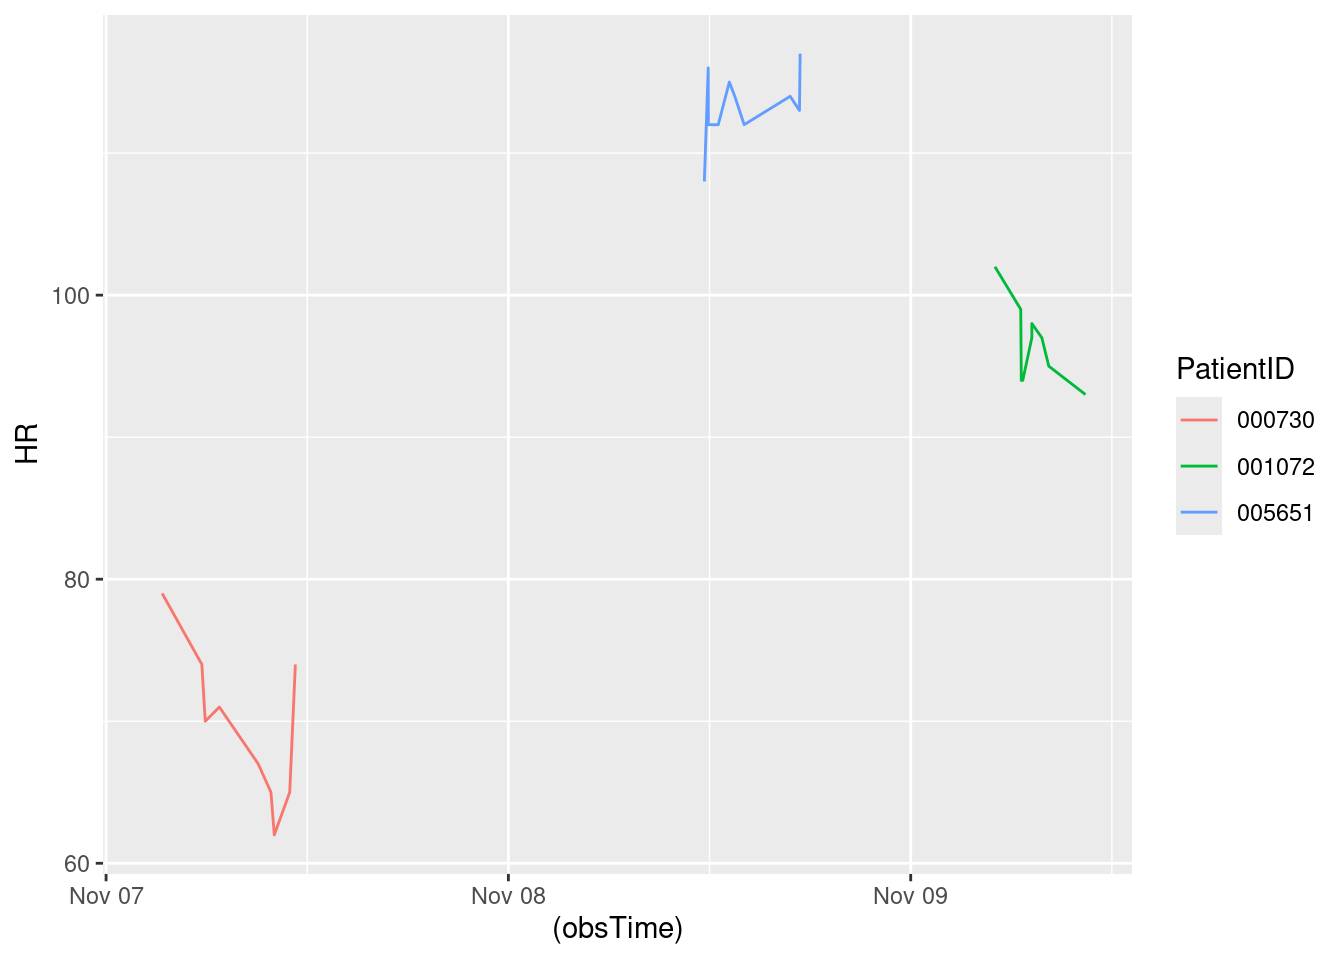 HR
100
80
60
Nov 07
Nov 08
Nov 09
(obsTime)
PatientID
000730
001072
005651